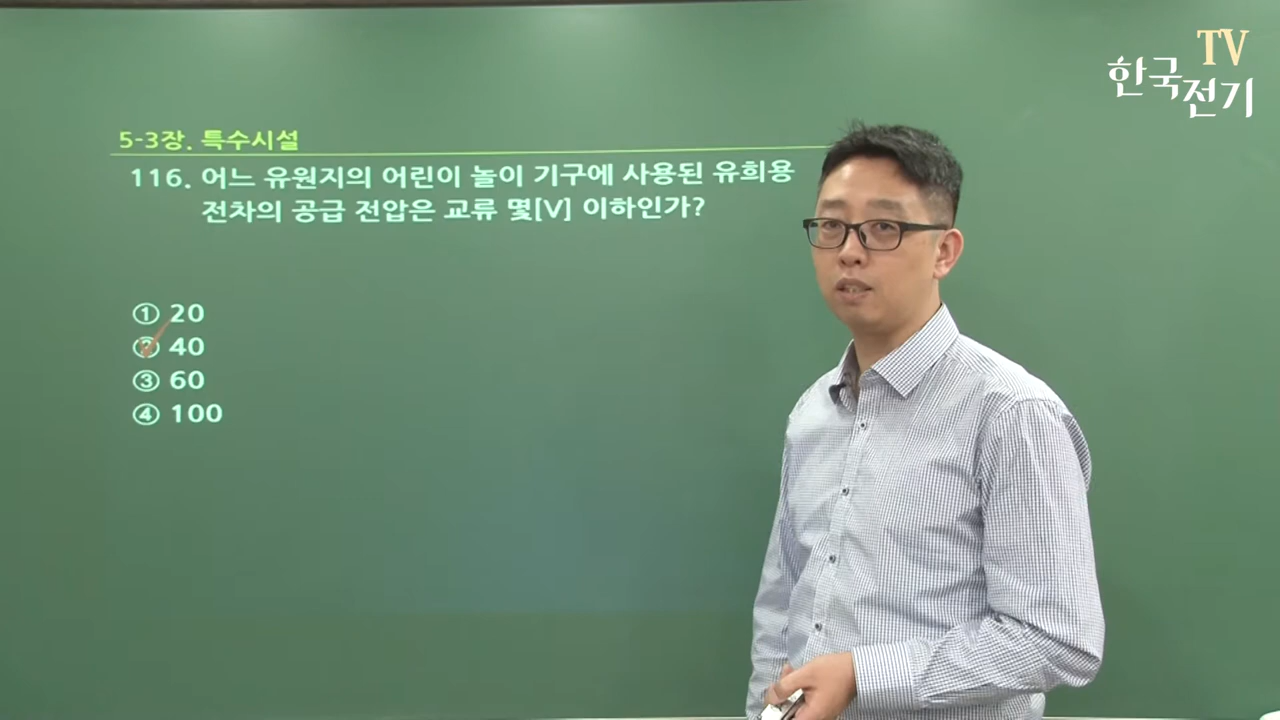 TV
한국
전기
5-3장. 특수시설
116. 어느 유원지의 어린이 놀이 기구에 사용된 유희용
전차의 공급 전압은 교류 몇[V] 이하인가?
① 20
② 40
③ 60
④ 100